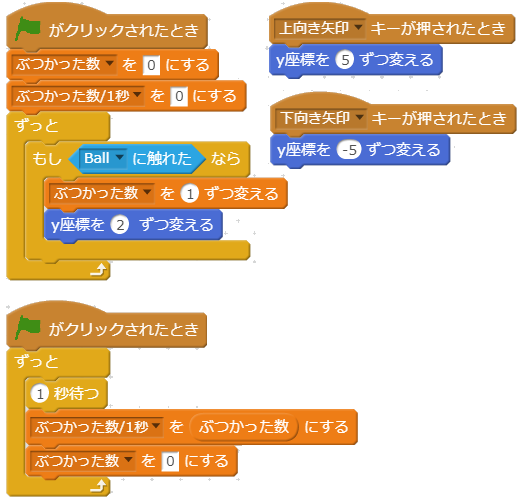 がクリックされたとき
ぶつかった数 を 0 にする
ぶつかった数/1秒 を 0 にする
ずっと
もし Ball に触れた なら
ぶつかった数 を 1 ずつ変える
y座標を 2 ずつ変える
上向き矢印 キーが押されたとき
y座標を 5 ずつ変える
下向き矢印 キーが押されたとき
y座標を -5 ずつ変える
がクリックされたとき
ずっと
1 秒待つ
ぶつかった数/1秒 を ぶつかった数 にする
ぶつかった数 を 0 にする